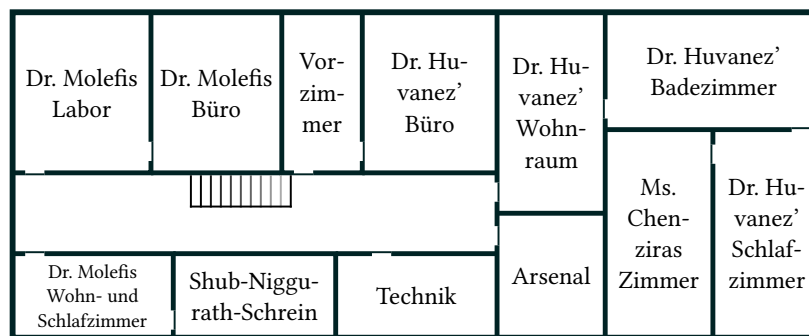 Dr. Molefis
Labor
Dr. Molefis
Büro
Vor-
zim-
mer
Dr. Hu-
vanez’
Büro
Dr. Hu-
vanez’
Wohn-
raum
Dr. Huvanez’
Badezimmer
Ms.
Chen-
ziras
Zimmer
Dr. Hu-
vanez’
Schlaf-
zimmer
Dr. Molefis
Wohn- und
Schlafzimmer
Shub-Niggu-
rath-Schrein
Technik
Arsenal